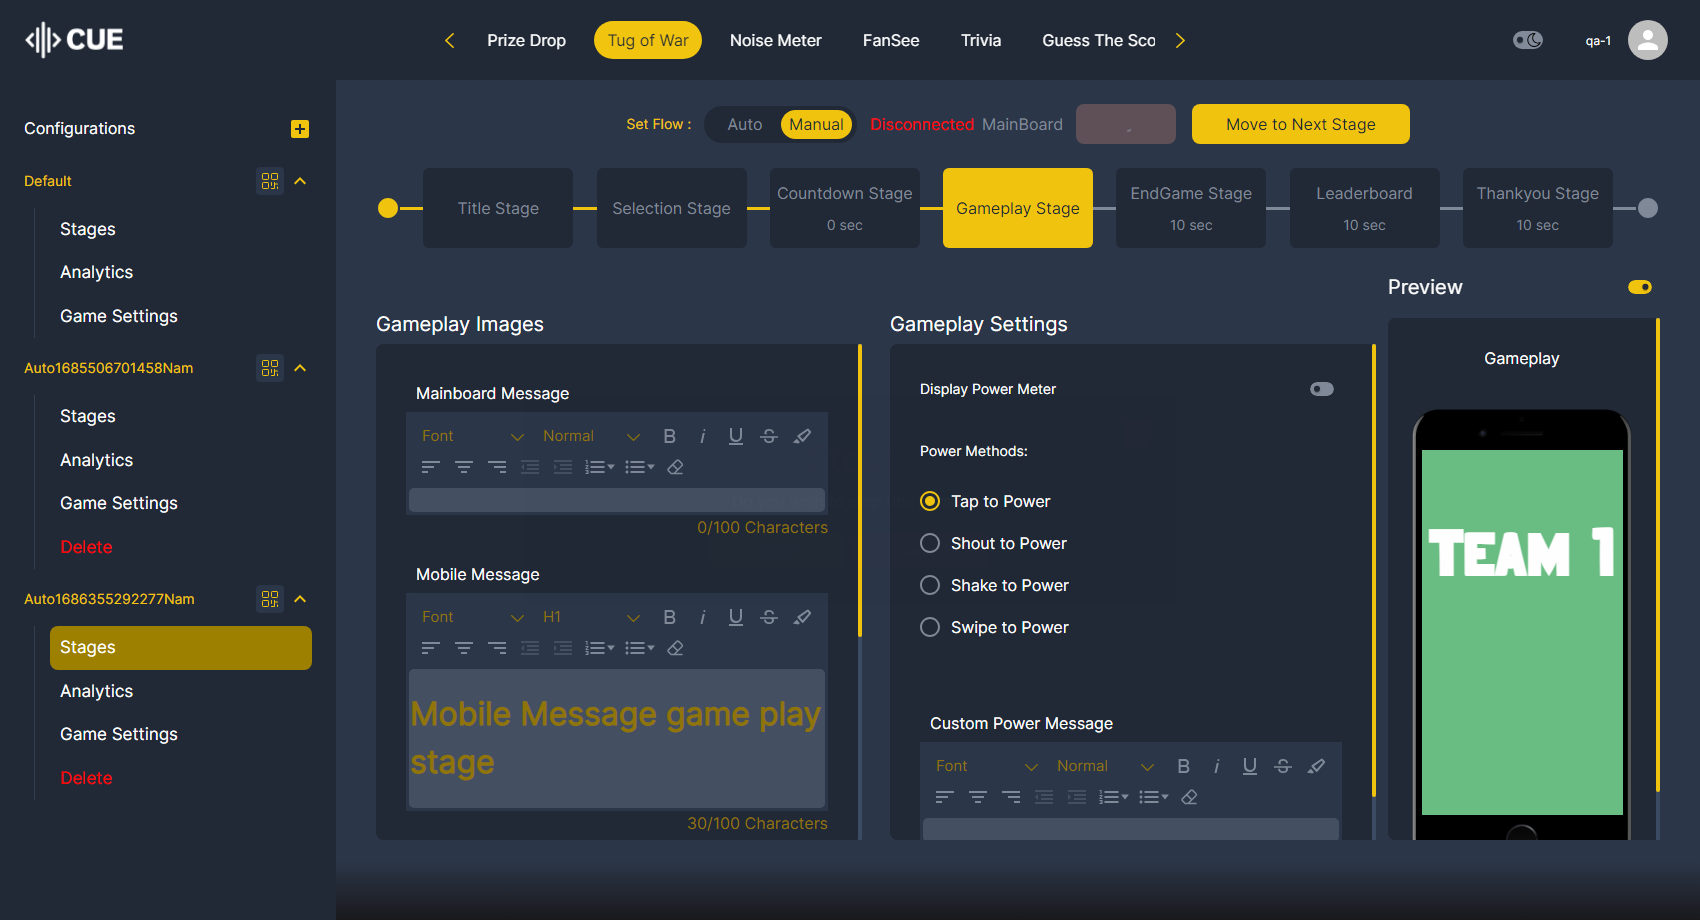 CUE
Prize Drop
Tug of War
Noise Meter
FanSee
Trivia
Guess The Sco
qa-1
Configurations
Default
Stages
Analytics
Game Settings
Auto1685506701458Nam
Stages
Analytics
Game Settings
Delete
Auto1686355292277Nam
Stages
Analytics
Game Settings
Delete
Set Flow :
Auto
Manual
Disconnected MainBoard
Move to Next Stage
Title Stage
Selection Stage
Countdown Stage
0 sec
Gameplay Stage
EndGame Stage
10 sec
Leaderboard
10 sec
Thankyou Stage
10 sec
Gameplay Images
Mainboard Message
Font
Normal
0/100 Characters
Mobile Message
Font
H1
Mobile Message game play
stage
30/100 Characters
Gameplay Settings
Display Power Meter
Power Methods:
Tap to Power
Shout to Power
Shake to Power
Swipe to Power
Custom Power Message
Font
Normal
Preview
Gameplay
TEAM 1